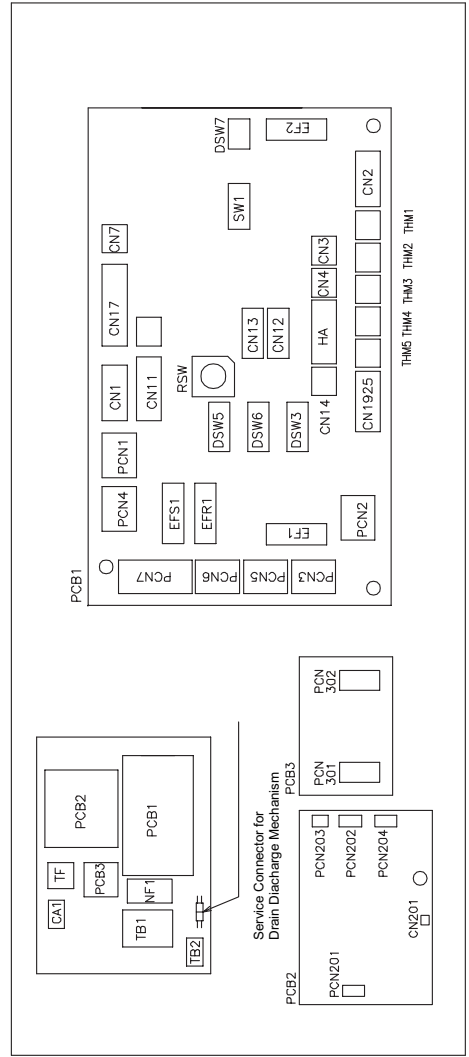 PCB2
TF
CA1
PCB3
PCB1
NF1
TB1
TB2
Service Connector for
Drain Diacharge Mechanism
PCB2
PCN201
CN201
PCN203
PCN202
PCN204
PCB3
PCN
301
PCN
302
PCB1
PCN7
PCN6
PCN5
PCN3
PCN4
PCN1
CN1
CN17
CN7
CN11
EFS1
EFR1
EF1
PCN2
RSW
DSW5
DSW6
DSW3
CN13
CN12
SW1
DSW7
EF2
CN14
HA
CN4
CN3
CN1925
CN2
THM5
THM4
THM3
THM2
THM1